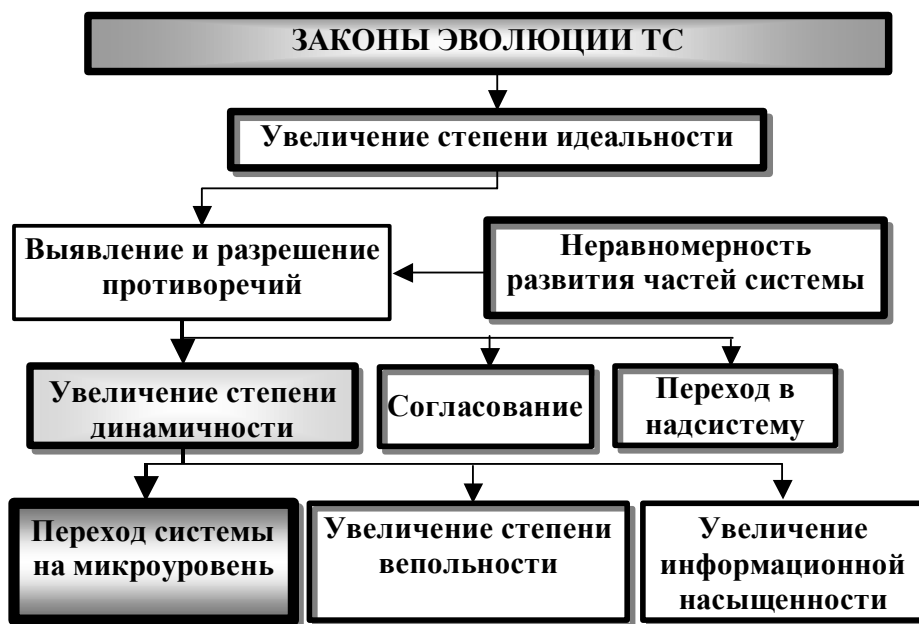 ЗАКОНЫ ЭВОЛЮЦИИ ТС
Увеличение степени идеальности
Выявление и разрешение
противоречий
Неравномерность
развития частей системы
Увеличение степени
динамичности
Согласование
Переход в
надсистему
Переход системы
на микроуровень
Увеличение степени
вепольности
Увеличение
информационной
насыщенности